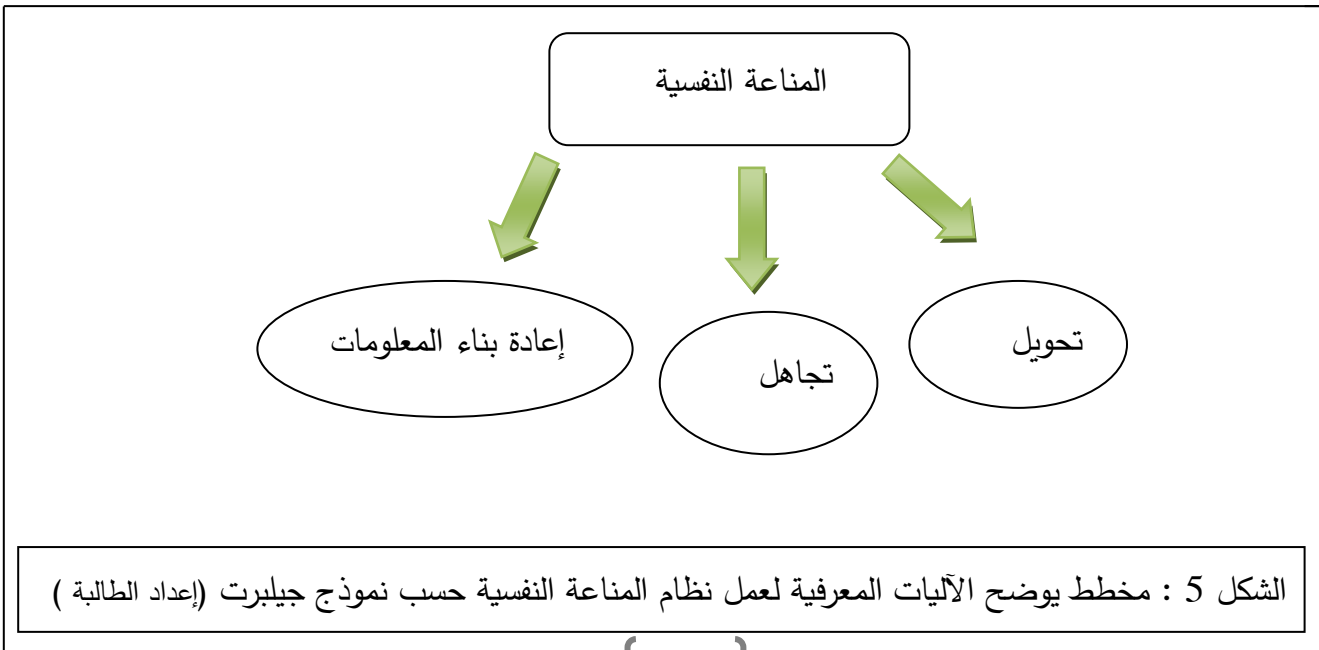 المناعة النفسية
تحويل
تجاهل
إعادة بناء المعلومات
الشكل 5 : مخطط يوضح الآليات المعرفية لعمل نظام المناعة النفسية حسب نموذج جيلبرت (إعداد الطالبة )